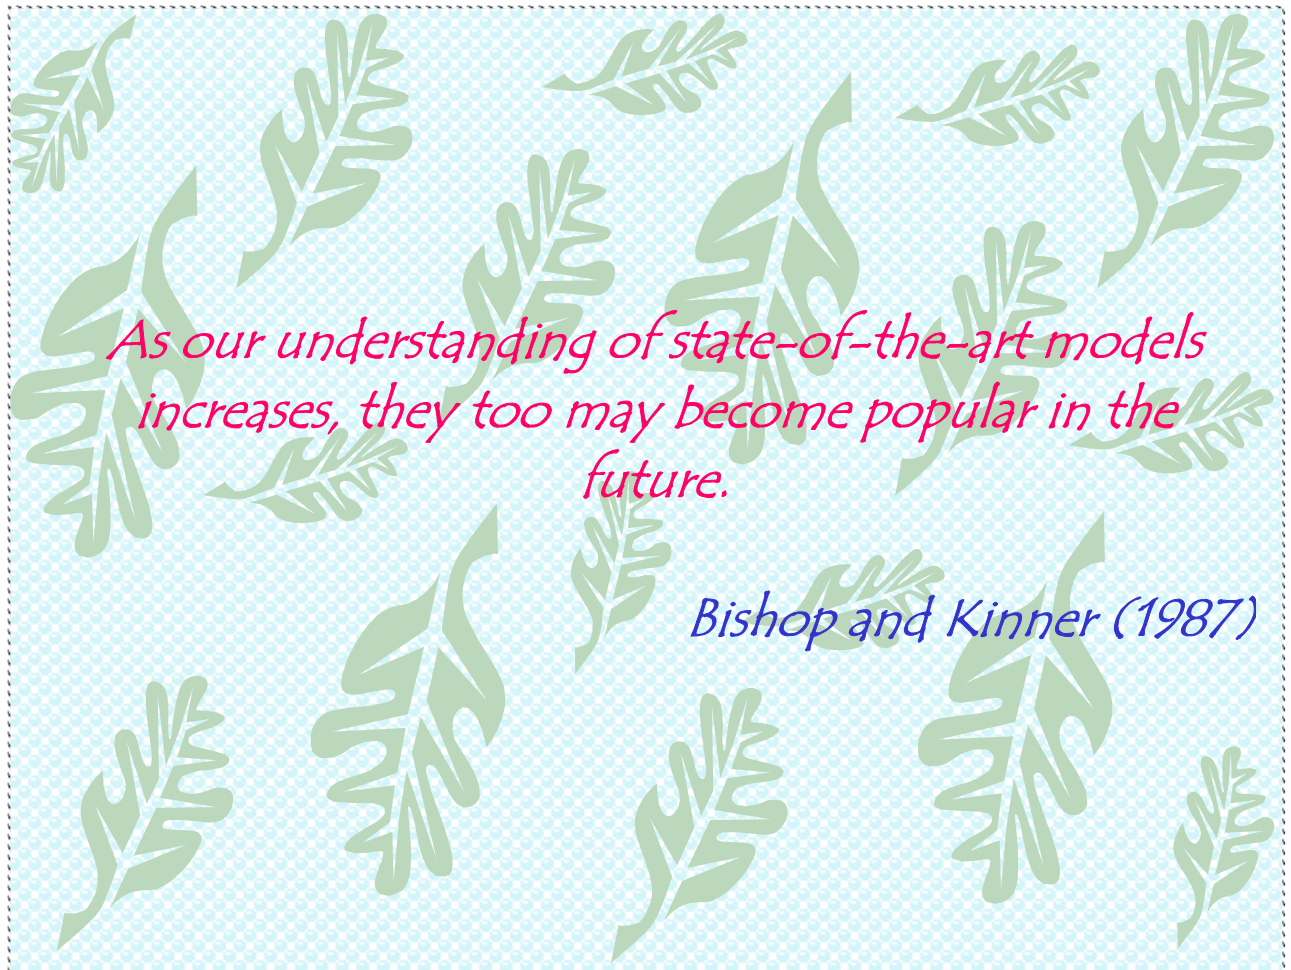 As our understanding of state-of-the-art models
increases, they too may become popular in the
future.
Bishop and Kinner (1987)